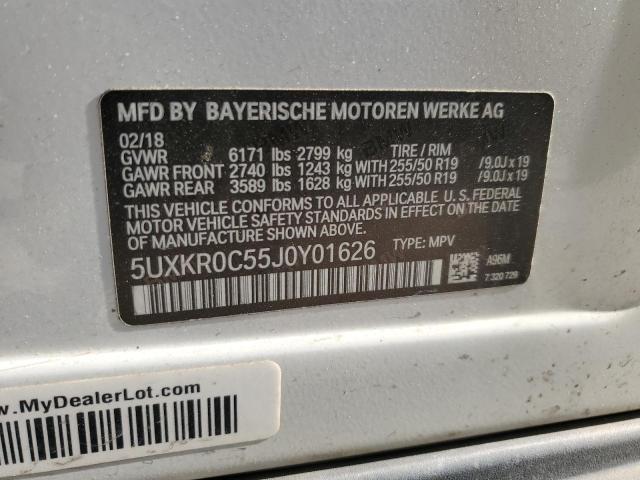 MFD BY BAYERISCHE MOTOREN WERKE AG
02/18
GVWR 6171 lbs 2799 kg TIRE / RIM
GAWR FRONT 2740 lbs 1243 kg WITH 255/50 R19 /9.0J x 19
GAWR REAR 3589 lbs 1628 kg WITH 255/50 R19 /9.0J x 19
THIS VEHICLE CONFORMS TO ALL APPLICABLE U.S. FEDERAL
MOTOR VEHICLE SAFETY STANDARDS IN EFFECT ON THE DATE
OF MANUFACTURE SHOWN ABOVE.
5UXKR0C55J0Y01626 TYPE: MPV
A96M
7 320 729
www.MyDealerLot.com